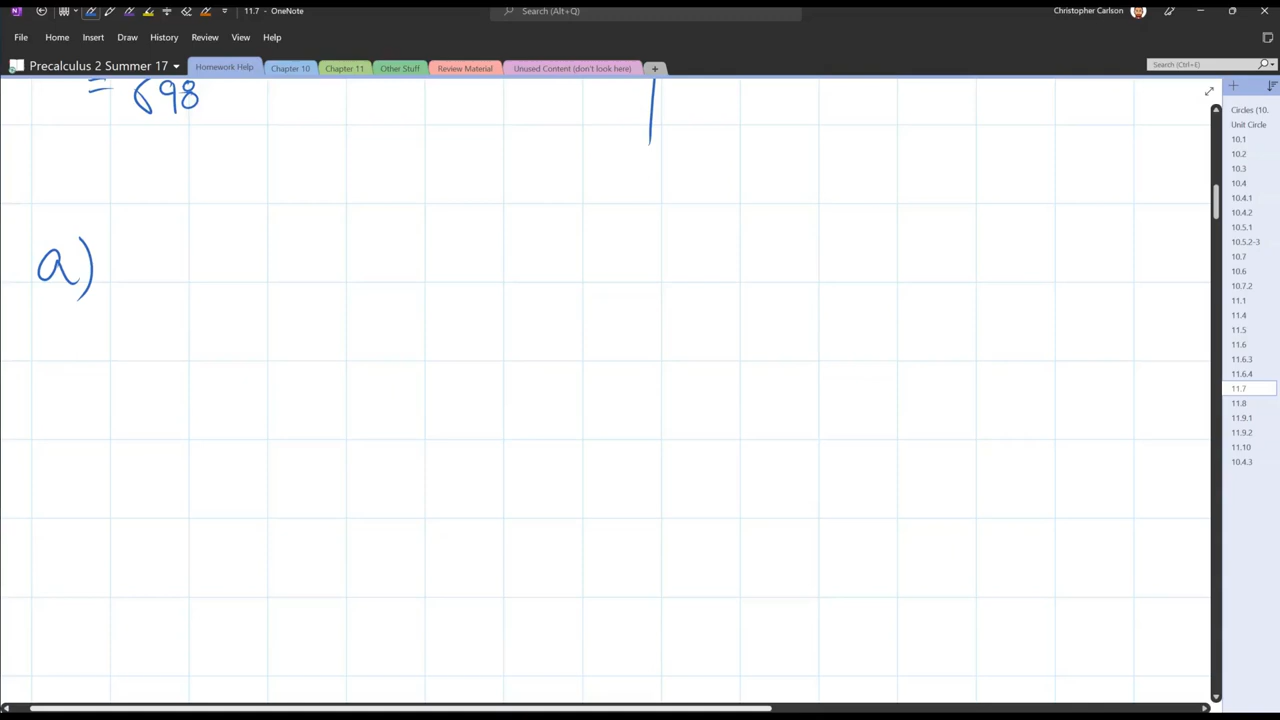 11.7 - OneNote
Search (Alt+Q)
Christopher Carlson
File Home Insert Draw History Review View Help
Precalculus 2 Summer 17
Homework Help
Chapter 10
Chapter 11
Other Stuff
Review Material
Unused Content (don't look here)
Search (Ctrl+E)
= 698
a)
Circles (10.
Unit Circle
10.1
10.2
10.3
10.4
10.4.1
10.4.2
10.5.1
10.5.2-3
10.7
10.6
10.7.2
11.1
11.4
11.5
11.6
11.6.3
11.6.4
11.7
11.8
11.9.1
11.9.2
11.10
10.4.3